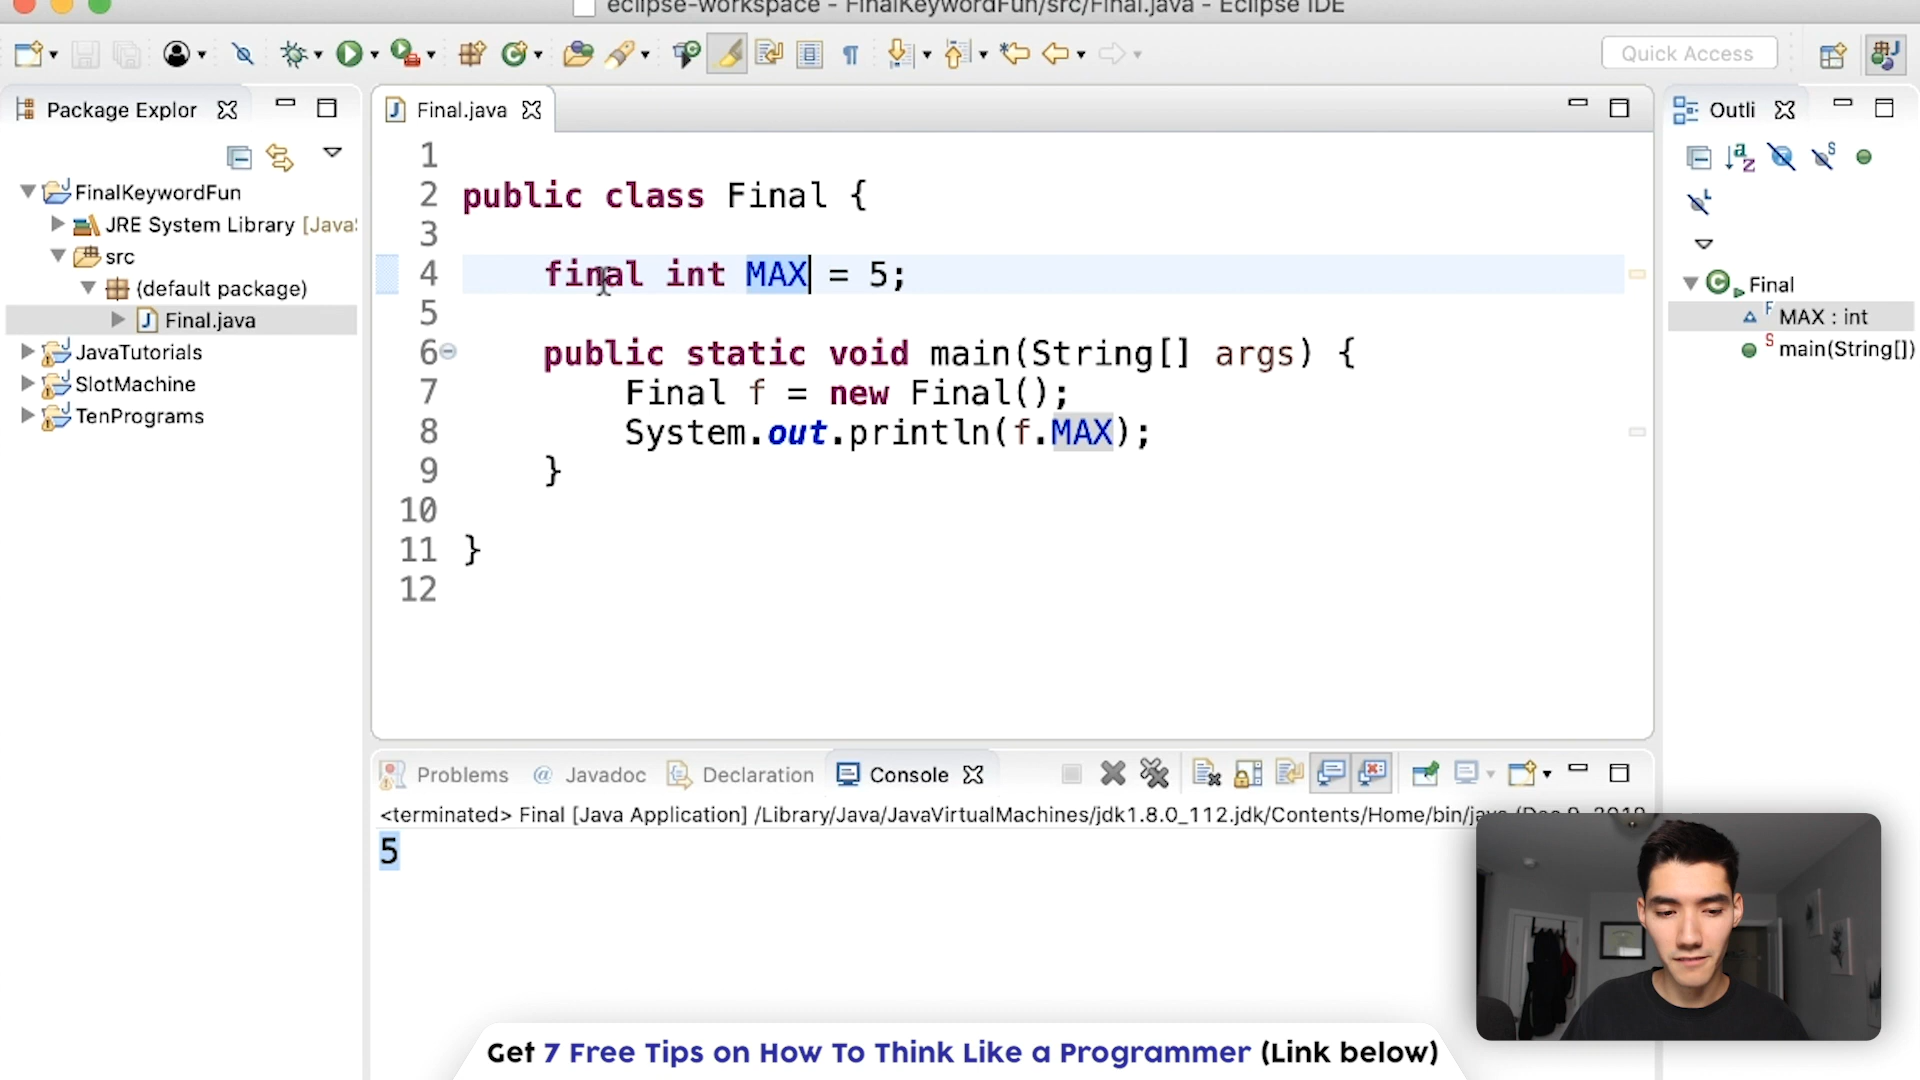 eclipse-workspace - FinalKeywordFun/src/Final.java - Eclipse IDE
Quick Access
Package Explor
FinalKeywordFun
JRE System Library [Java
src
(default package)
Final.java
JavaTutorials
SlotMachine
TenPrograms
Final.java
1
2 public class Final {
3
4 final int MAX = 5;
5
6 public static void main(String[] args) {
7 Final f = new Final();
8 System.out.println(f.MAX);
9 }
10
11 }
12
Outli
Final
MAX : int
main(String[])
Problems @ Javadoc Declaration Console
<terminated> Final [Java Application] /Library/Java/JavaVirtualMachines/jdk1.8.0_112.jdk/Contents/Home/bin/java
5
Get 7 Free Tips on How To Think Like a Programmer (Link below)